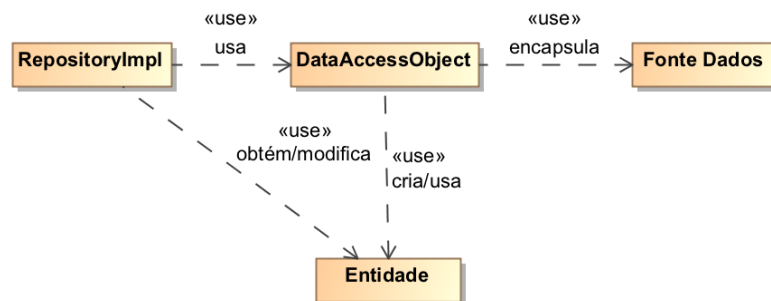 «use»
usa
«use»
encapsula
RepositoryImpl
DataAccessObject
Fonte Dados
«use»
obtém/modifica
«use»
cria/usa
Entidade